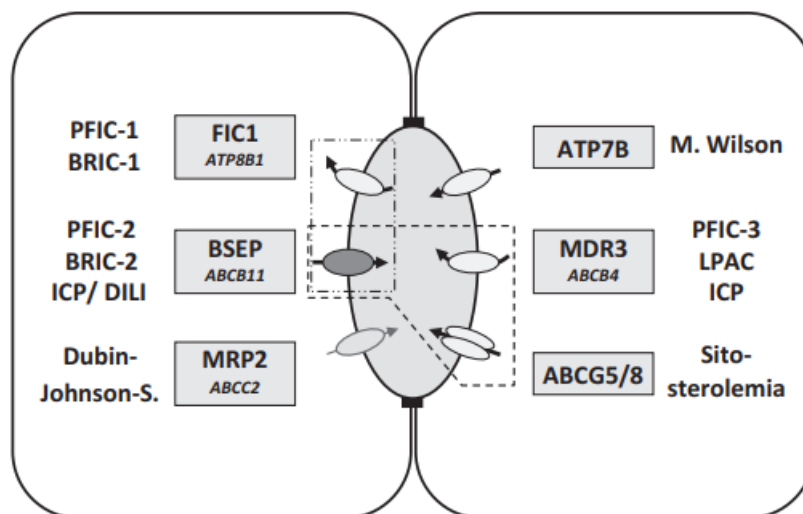 PFIC-1
BRIC-1
FIC1
ATP8B1
ATP7B
M. Wilson
PFIC-2
BRIC-2
ICP/ DILI
BSEP
ABCB11
MDR3
ABCB4
PFIC-3
LPAC
ICP
Dubin-
Johnson-S.
MRP2
ABCC2
ABCG5/8
Sito-
sterolemia